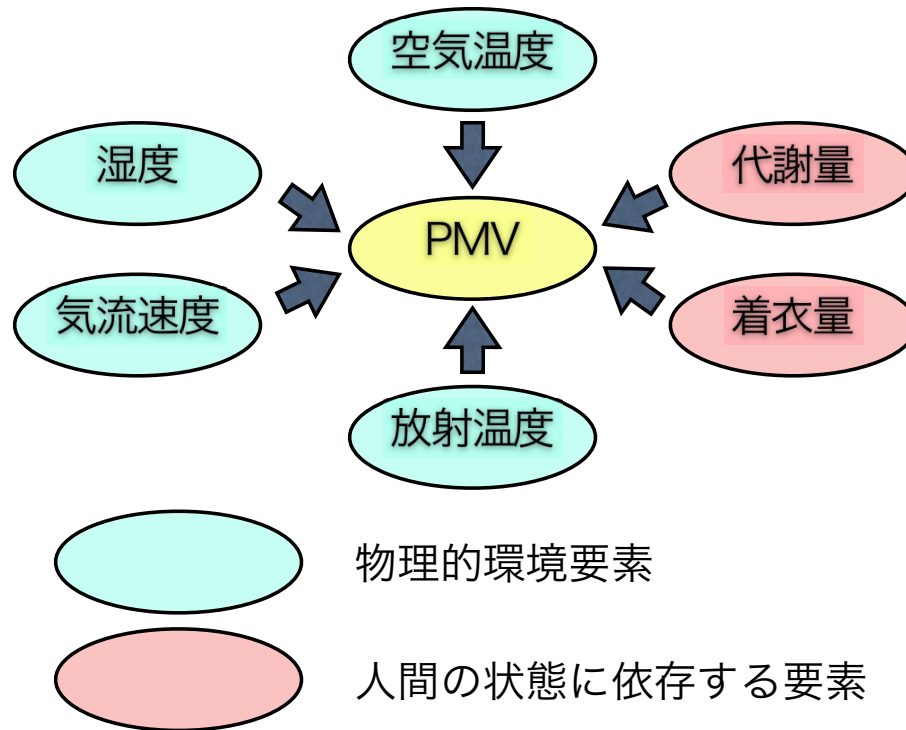 空気温度
湿度
代謝量
PMV
気流速度
着衣量
放射温度
物理的環境要素
人間の状態に依存する要素